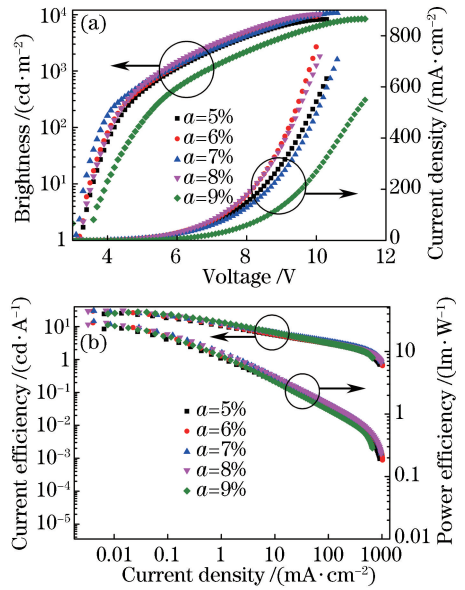 (a)
10⁴
10³
10²
10¹
1
Brightness /(cd·m⁻²)
a=5%
a=6%
a=7%
a=8%
a=9%
800
600
400
200
0
Current density /(mA·cm⁻²)
4 6 8 10 12
Voltage /V
(b)
10¹
1
10⁻¹
10⁻²
10⁻³
10⁻⁴
10⁻⁵
Current efficiency /(cd·A⁻¹)
a=5%
a=6%
a=7%
a=8%
a=9%
10
1
0.1
0.01
Power efficiency /(lm·W⁻¹)
0.01 0.1 1 10 100 1000
Current density /(mA·cm⁻²)